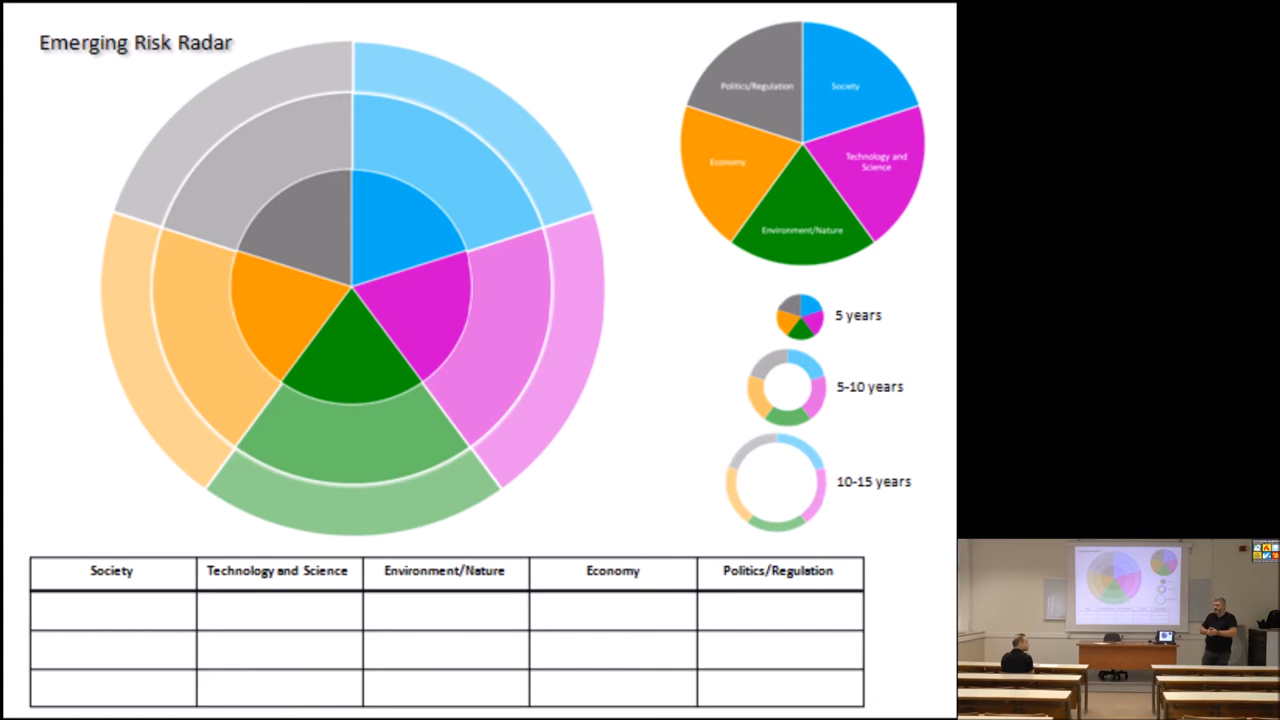 Emerging Risk Radar
Politics/Regulation
Society
Economy
Technology and
Science
Environment/Nature
5 years
5-10 years
10-15 years
Society
Technology and Science
Environment/Nature
Economy
Politics/Regulation